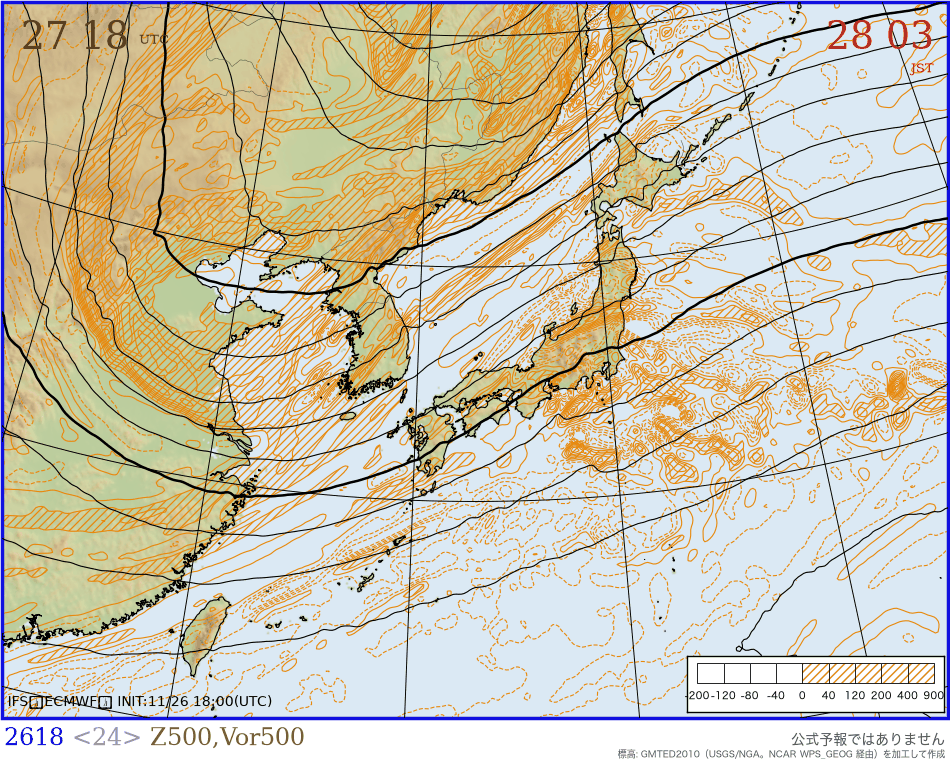 27 18 UTC
28 03
JST
-200 -120 -80 -40 0 40 120 200 400 900
IFS□ECMWF□ INIT:11/26 18:00(UTC)
2618 <24> Z500,Vor500
公式予報ではありません
標高: GMTED2010（USGS/NGA。NCAR WPS_GEOG 経由）を加工して作成